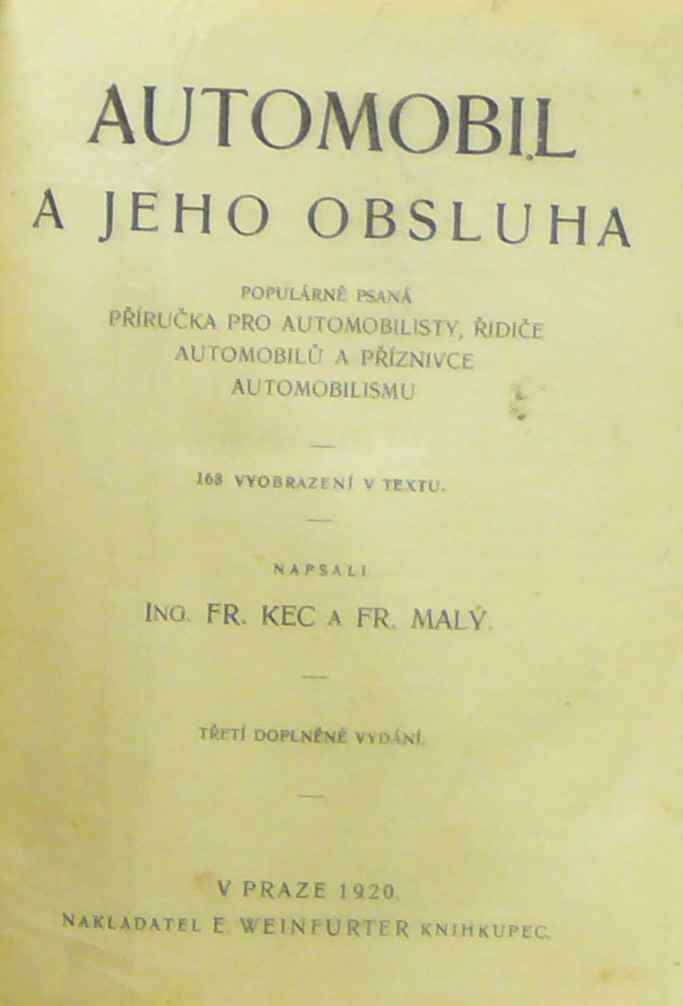 AUTOMOBIL
A JEHO OBSLUHA
POPULÁRNĚ PSANÁ
PŘÍRUČKA PRO AUTOMOBILISTY, ŘIDIČE
AUTOMOBILŮ A PŘÍZNIVCE
AUTOMOBILISMU
168 VYOBRAZENÍ V TEXTU.
NAPSALI
ING. FR. KEC A FR. MALÝ.
TŘETÍ DOPLNĚNÉ VYDÁNÍ.
V PRAZE 1920.
NAKLADATEL E. WEINFURTER KNIHKUPEC.